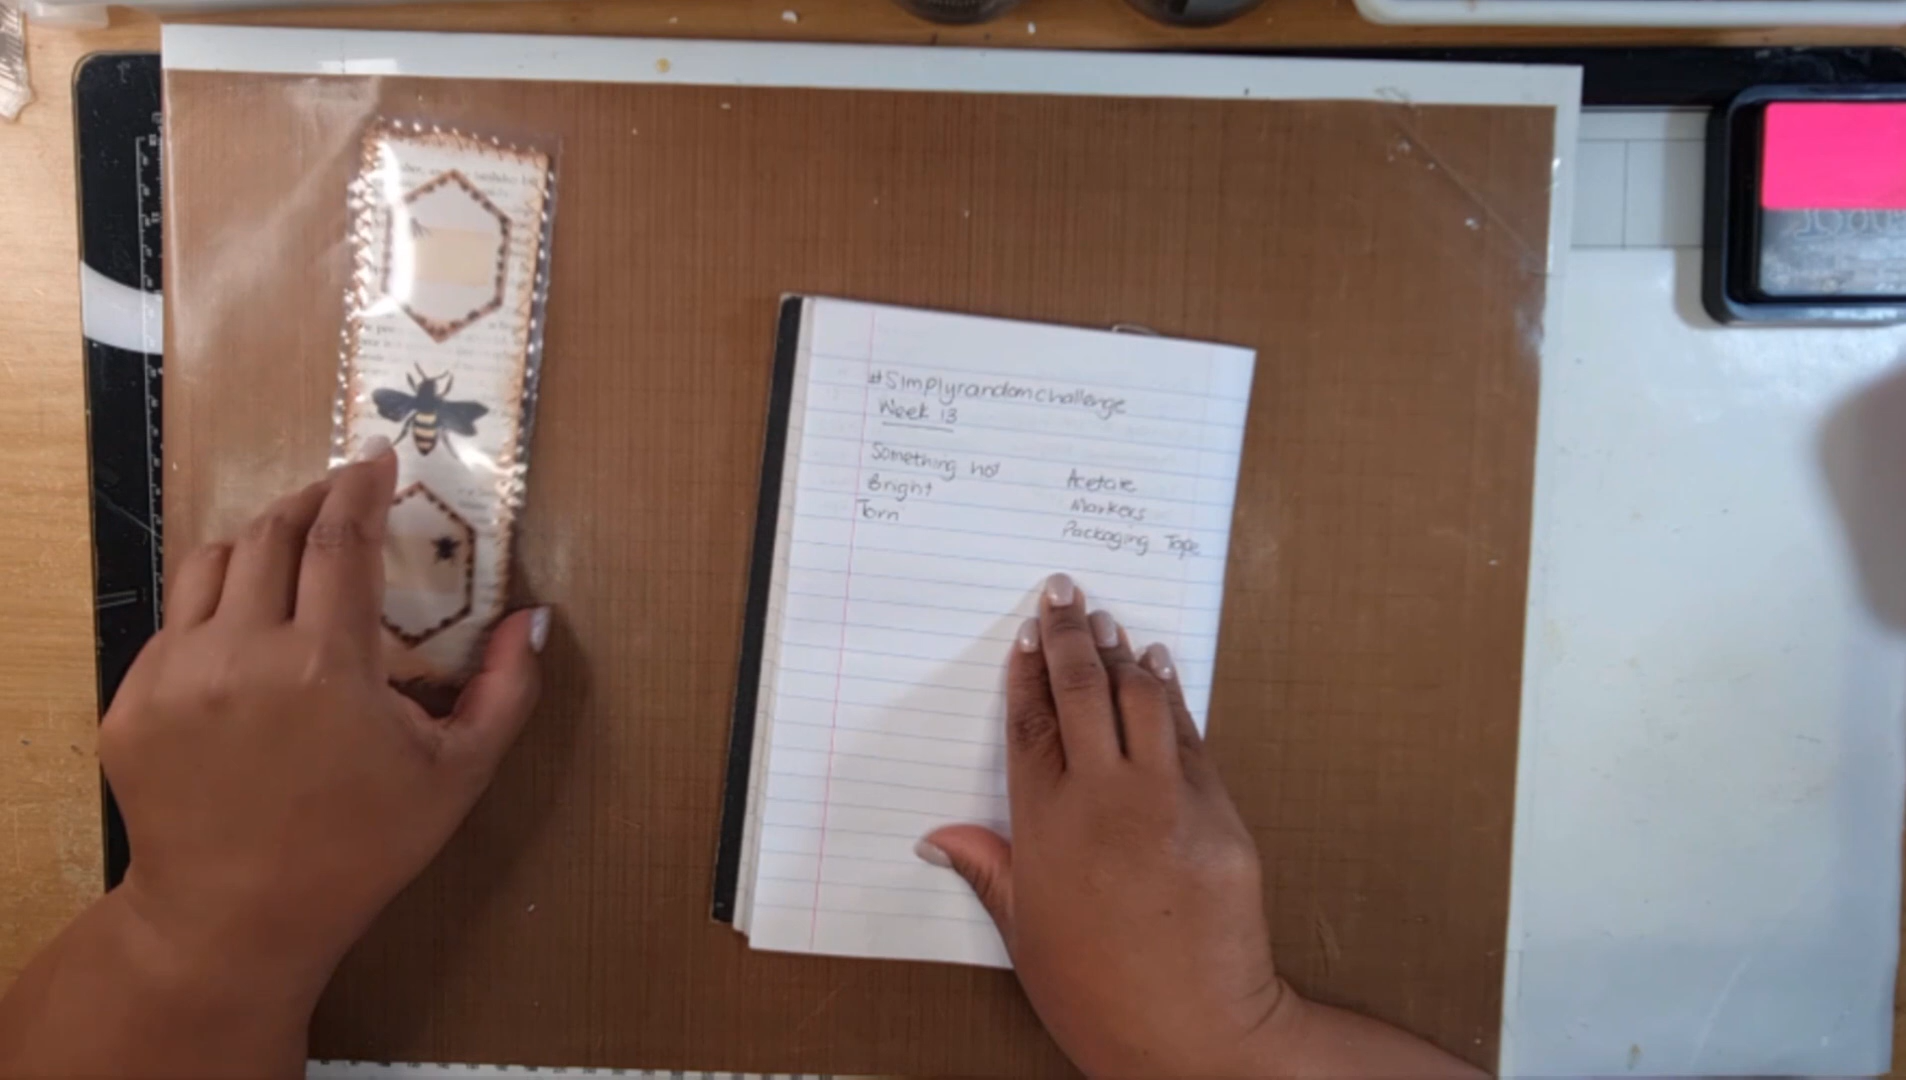 #Simplyrandomchallenge
Week 13
Something hot
Bright
Torn
Acetate
Markers
Packaging Tape